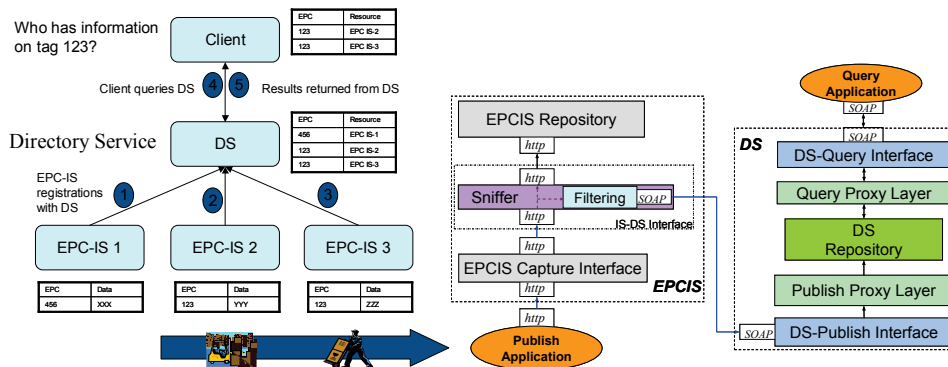 Who has information
on tag 123?
Client
EPC Resource
123 EPC IS-2
123 EPC IS-3
Client queries DS
4
5
Results returned from DS
Directory Service
DS
EPC Resource
456 EPC IS-1
123 EPC IS-2
123 EPC IS-3
EPC-IS
registrations
with DS
1
2
3
EPC-IS 1
EPC-IS 2
EPC-IS 3
EPC Data
456 XXX
EPC Data
123 YYY
EPC Data
123 ZZZ
EPCIS Repository
http
Sniffer
Filtering
SOAP
http
IS-DS Interface
http
EPCIS Capture Interface
EPCIS
http
Publish
Application
Query
Application
SOAP
SOAP
DS
DS-Query Interface
Query Proxy Layer
DS
Repository
Publish Proxy Layer
SOAP
DS-Publish Interface